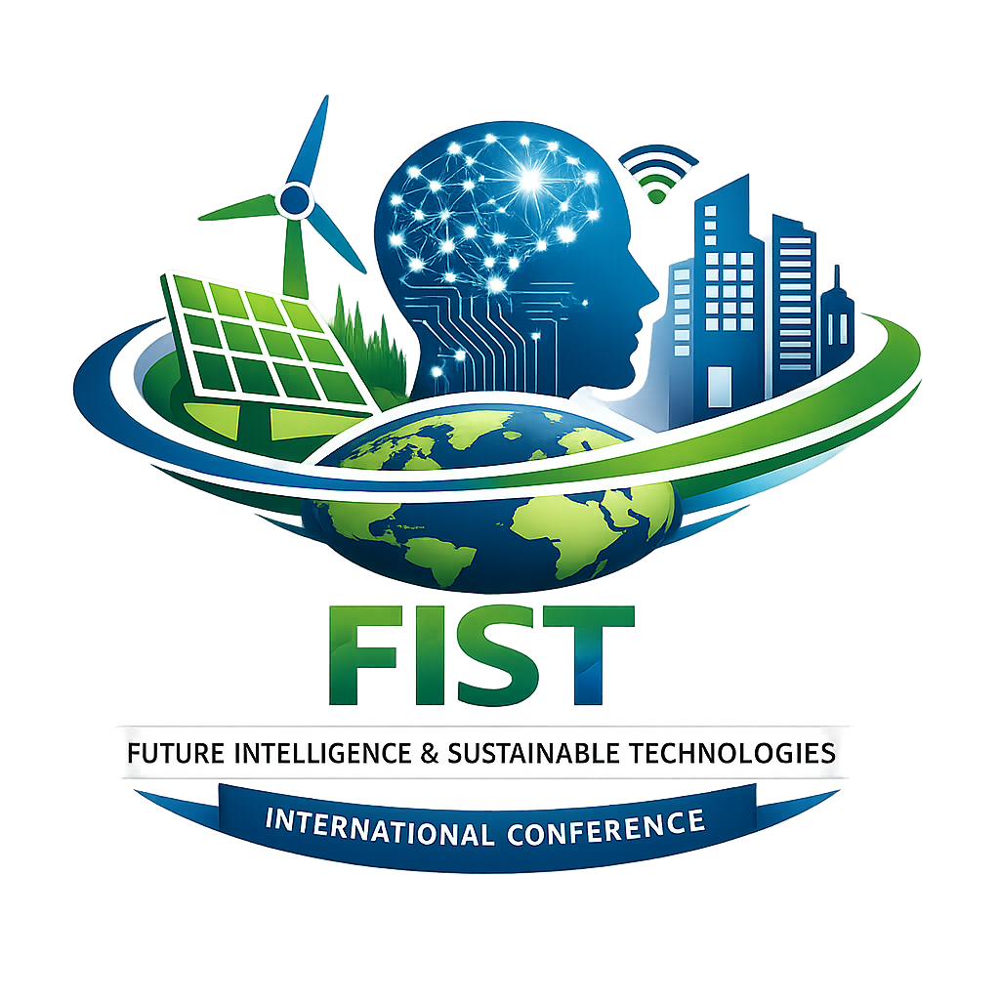 FIST
FUTURE INTELLIGENCE & SUSTAINABLE TECHNOLOGIES
INTERNATIONAL CONFERENCE